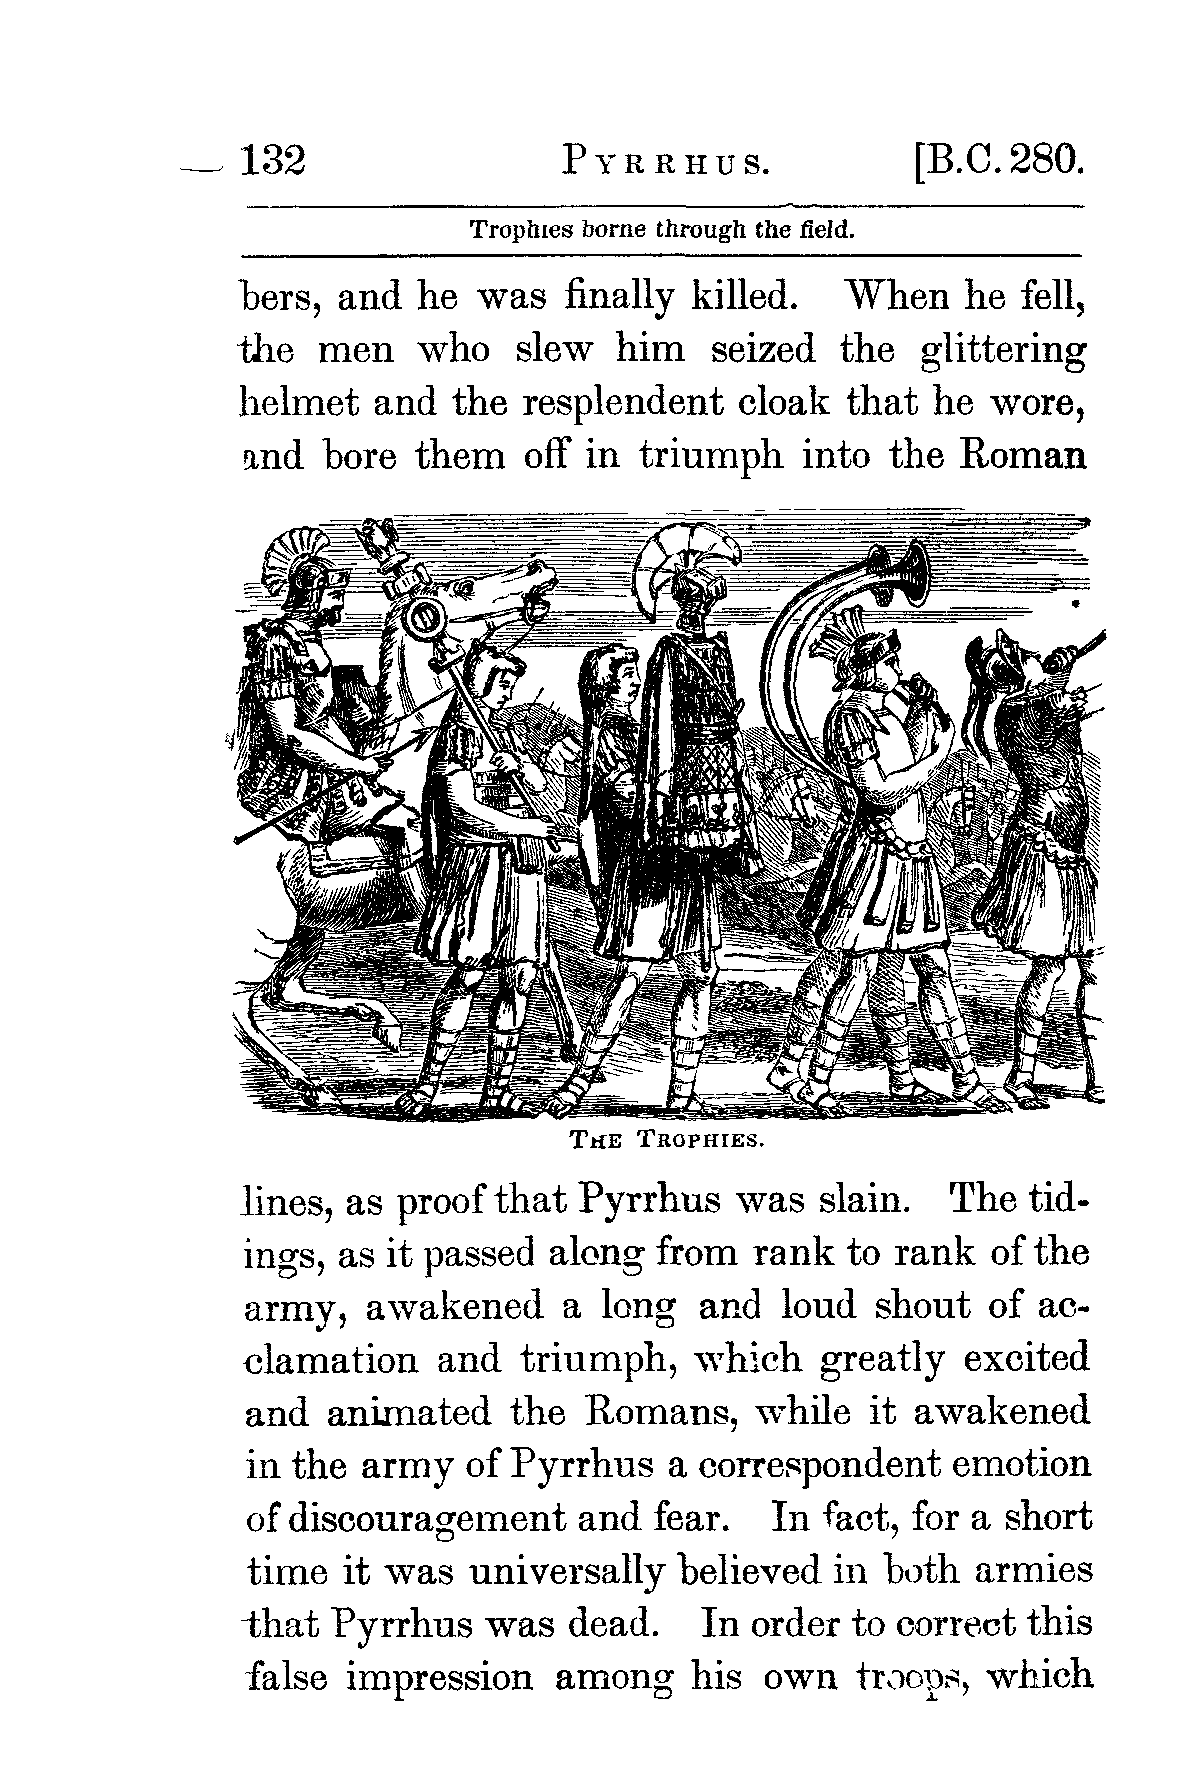 132 PYRRHUS. [B.C. 280.
Trophies borne through the field.
bers, and he was finally killed. When he fell,
the men who slew him seized the glittering
helmet and the resplendent cloak that he wore,
and bore them off in triumph into the Roman
THE TROPHIES.
lines, as proof that Pyrrhus was slain. The tid-
ings, as it passed along from rank to rank of the
army, awakened a long and loud shout of ac-
clamation and triumph, which greatly excited
and animated the Romans, while it awakened
in the army of Pyrrhus a correspondent emotion
of discouragement and fear. In fact, for a short
time it was universally believed in both armies
that Pyrrhus was dead. In order to correct this
false impression among his own troops, which